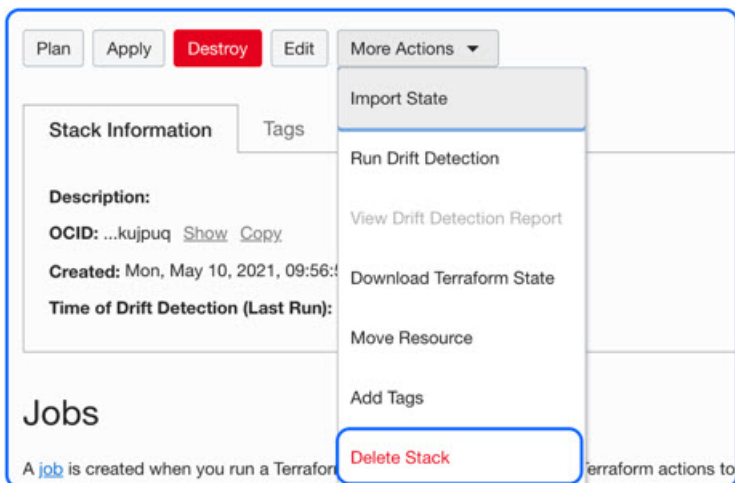 Plan Apply Destroy Edit More Actions
Import State
Stack Information Tags
Run Drift Detection
Description:
View Drift Detection Report
OCID: ...kujpuq Show Copy
Created: Mon, May 10, 2021, 09:56:
Download Terraform State
Time of Drift Detection (Last Run):
Move Resource
Add Tags
Jobs
Delete Stack
A job is created when you run a Terraform actions to